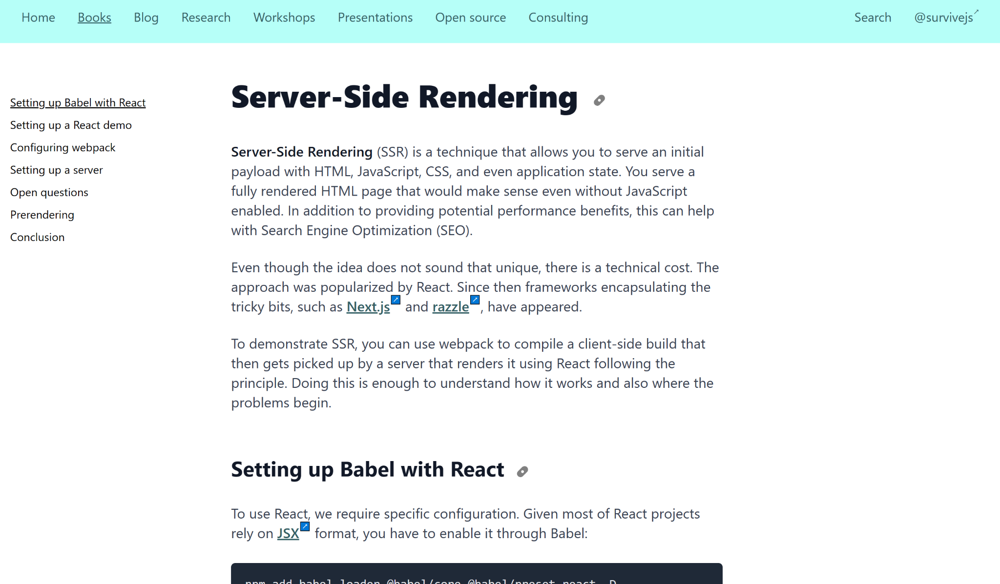 Home Books Blog Research Workshops Presentations Open source Consulting Search @survivejs↗
Setting up Babel with React
Setting up a React demo
Configuring webpack
Setting up a server
Open questions
Prerendering
Conclusion
Server-Side Rendering
Server-Side Rendering (SSR) is a technique that allows you to serve an initial
payload with HTML, JavaScript, CSS, and even application state. You serve a
fully rendered HTML page that would make sense even without JavaScript
enabled. In addition to providing potential performance benefits, this can help
with Search Engine Optimization (SEO).
Even though the idea does not sound that unique, there is a technical cost. The
approach was popularized by React. Since then frameworks encapsulating the
tricky bits, such as Next.js↗ and razzle↗, have appeared.
To demonstrate SSR, you can use webpack to compile a client-side build that
then gets picked up by a server that renders it using React following the
principle. Doing this is enough to understand how it works and also where the
problems begin.
Setting up Babel with React
To use React, we require specific configuration. Given most of React projects
rely on JSX↗ format, you have to enable it through Babel:
npm add babel-loader @babel/core @babel/preset-react -D